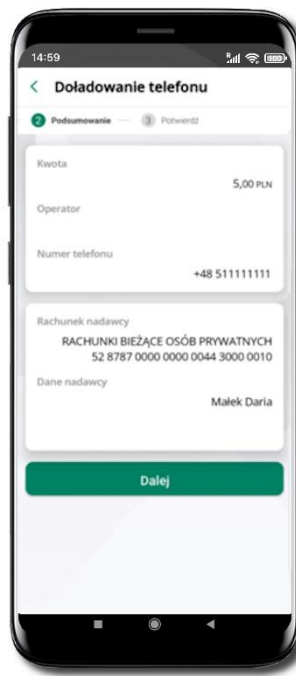 14:59
Doładowanie telefonu
2 Podsumowanie 3 Potwierdź
Kwota
5,00 PLN
Operator
Numer telefonu
+48 511111111
Rachunek nadawcy
RACHUNKI BIEŻĄCE OSÓB PRYWATNYCH
52 8787 0000 0000 0044 3000 0010
Dane nadawcy
Małek Daria
Dalej